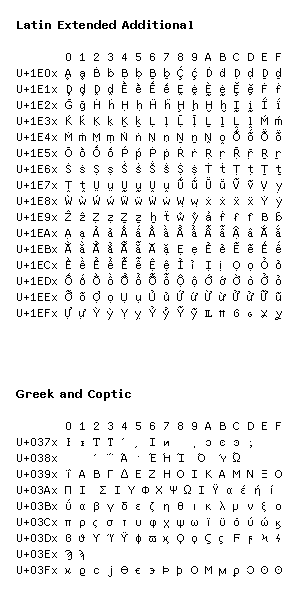 Latin Extended Additional
0 1 2 3 4 5 6 7 8 9 A B C D E F
U+1E0x Ḁ ḁ Ḃ ḃ Ḅ ḅ Ḇ ḇ Ḉ ḉ Ḋ ḋ Ḍ ḍ Ḏ ḏ
U+1E1x Ḑ ḑ Ḓ ḓ Ḕ ḕ Ḗ ḗ Ḙ ḙ Ḛ ḛ Ḝ ḝ Ḟ ḟ
U+1E2x Ḡ ḡ Ḣ ḣ Ḥ ḥ Ḧ ḧ Ḩ ḩ Ḫ ḫ Ḭ ḭ Ḯ ḯ
U+1E3x Ḱ ḱ Ḳ ḳ Ḵ ḵ Ḷ ḷ Ḹ ḹ Ḻ ḻ Ḽ ḽ Ḿ ḿ
U+1E4x Ṁ ṁ Ṃ ṃ Ṅ ṅ Ṇ ṇ Ṉ ṉ Ṋ ṋ Ṍ ṍ Ṏ ṏ
U+1E5x Ṑ ṑ Ṓ ṓ Ṕ ṕ Ṗ ṗ Ṙ ṙ Ṛ ṛ Ṝ ṝ Ṟ ṟ
U+1E6x Ṡ ṡ Ṣ ṣ Ṥ ṥ Ṧ ṧ Ṩ ṩ Ṫ ṫ Ṭ ṭ Ṯ ṯ
U+1E7x Ṱ ṱ Ṳ ṳ Ṵ ṵ Ṷ ṷ Ṹ ṹ Ṻ ṻ Ṽ ṽ Ṿ ṿ
U+1E8x Ẁ ẁ Ẃ ẃ Ẅ ẅ Ẇ ẇ Ẉ ẉ Ẋ ẋ Ẍ ẍ Ẏ ẏ
U+1E9x Ẑ ẑ Ẓ ẓ Ẕ ẕ ẖ ẗ ẘ ẙ ẚ ẛ ẜ ẝ ẞ ẟ
U+1EAx Ạ ạ Ả ả Ấ ấ Ầ ầ Ẩ ẩ Ẫ ẫ Ậ ậ Ắ ắ
U+1EBx Ằ ằ Ẳ ẳ Ẵ ẵ Ặ ặ Ẹ ẹ Ẻ ẻ Ẽ ẽ Ế ế
U+1ECx Ề ề Ể ể Ễ ễ Ệ ệ Ỉ ỉ Ị ị Ọ ọ Ỏ ỏ
U+1EDx Ố ố Ồ ồ Ổ ổ Ỗ ỗ Ộ ộ Ớ ớ Ờ ờ Ở ở
U+1EEx Ỡ ỡ Ợ ợ Ụ ụ Ủ ủ Ứ ứ Ừ ừ Ử ử Ữ ữ
U+1EFx Ự ự Ỳ ỳ Ỵ ỵ Ỷ ỷ Ỹ ỹ Ỻ ỻ Ỽ ỽ Ỿ ỿ
Greek and Coptic
0 1 2 3 4 5 6 7 8 9 A B C D E F
U+037x Ͱ ͱ Ͳ ͳ ʹ ͵ Ͷ ͷ ͺ ͻ ͼ ͽ ;
U+038x ΄ ΅ Ά · Έ Ή Ί Ό Ύ Ώ
U+039x ΐ Α Β Γ Δ Ε Ζ Η Θ Ι Κ Λ Μ Ν Ξ Ο
U+03Ax Π Ρ Σ Τ Υ Φ Χ Ψ Ω Ϊ Ϋ ά έ ή ί
U+03Bx ΰ α β γ δ ε ζ η θ ι κ λ μ ν ξ ο
U+03Cx π ρ ς σ τ υ φ χ ψ ω ϊ ϋ ό ύ ώ Ϗ
U+03Dx ϐ ϑ ϒ ϓ ϔ ϕ ϖ ϗ Ϙ ϙ Ϛ ϛ Ϝ ϝ Ϟ ϟ
U+03Ex Ϡ ϡ
U+03Fx ϰ ϱ ϲ ϳ ϴ ϵ ϶ Ϸ ϸ Ϲ Ϻ ϻ ϼ Ͻ Ͼ Ͽ